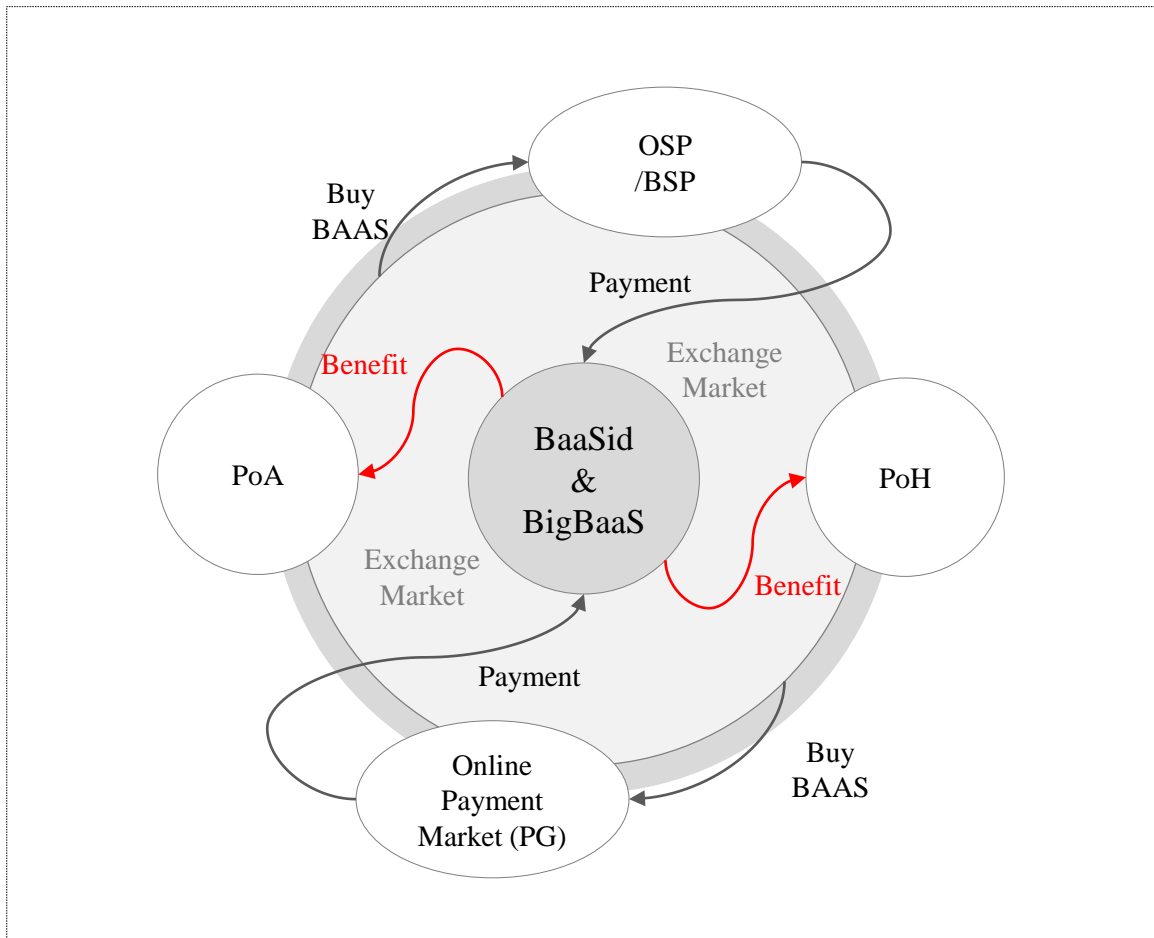 OSP
/BSP
Buy
BAAS
Payment
Exchange
Market
Benefit
BaaSid
&
BigBaaS
PoA
PoH
Exchange
Market
Benefit
Payment
Online
Payment
Market (PG)
Buy
BAAS